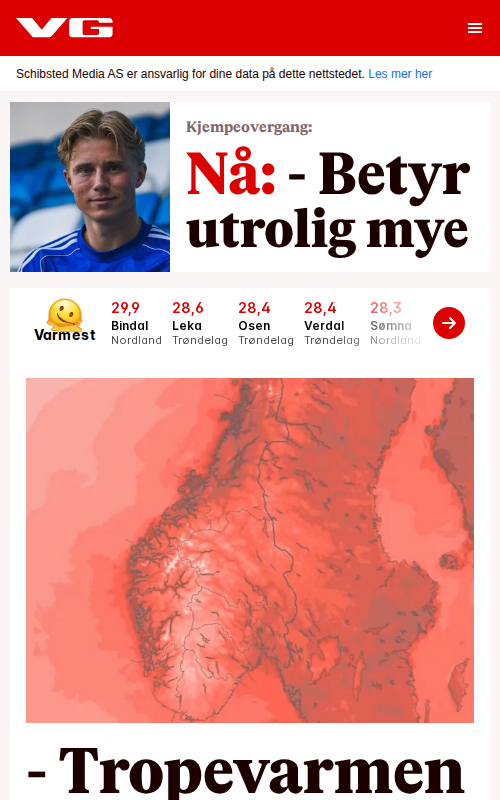 VG
Schibsted Media AS er ansvarlig for dine data på dette nettstedet. Les mer her
Kjempeovergang:
Nå: - Betyr
utrolig mye
Varmest
29,9
Bindal
Nordland
28,6
Leka
Trøndelag
28,4
Osen
Trøndelag
28,4
Verdal
Trøndelag
28,3
Sømna
Nordland
- Tropevarmen